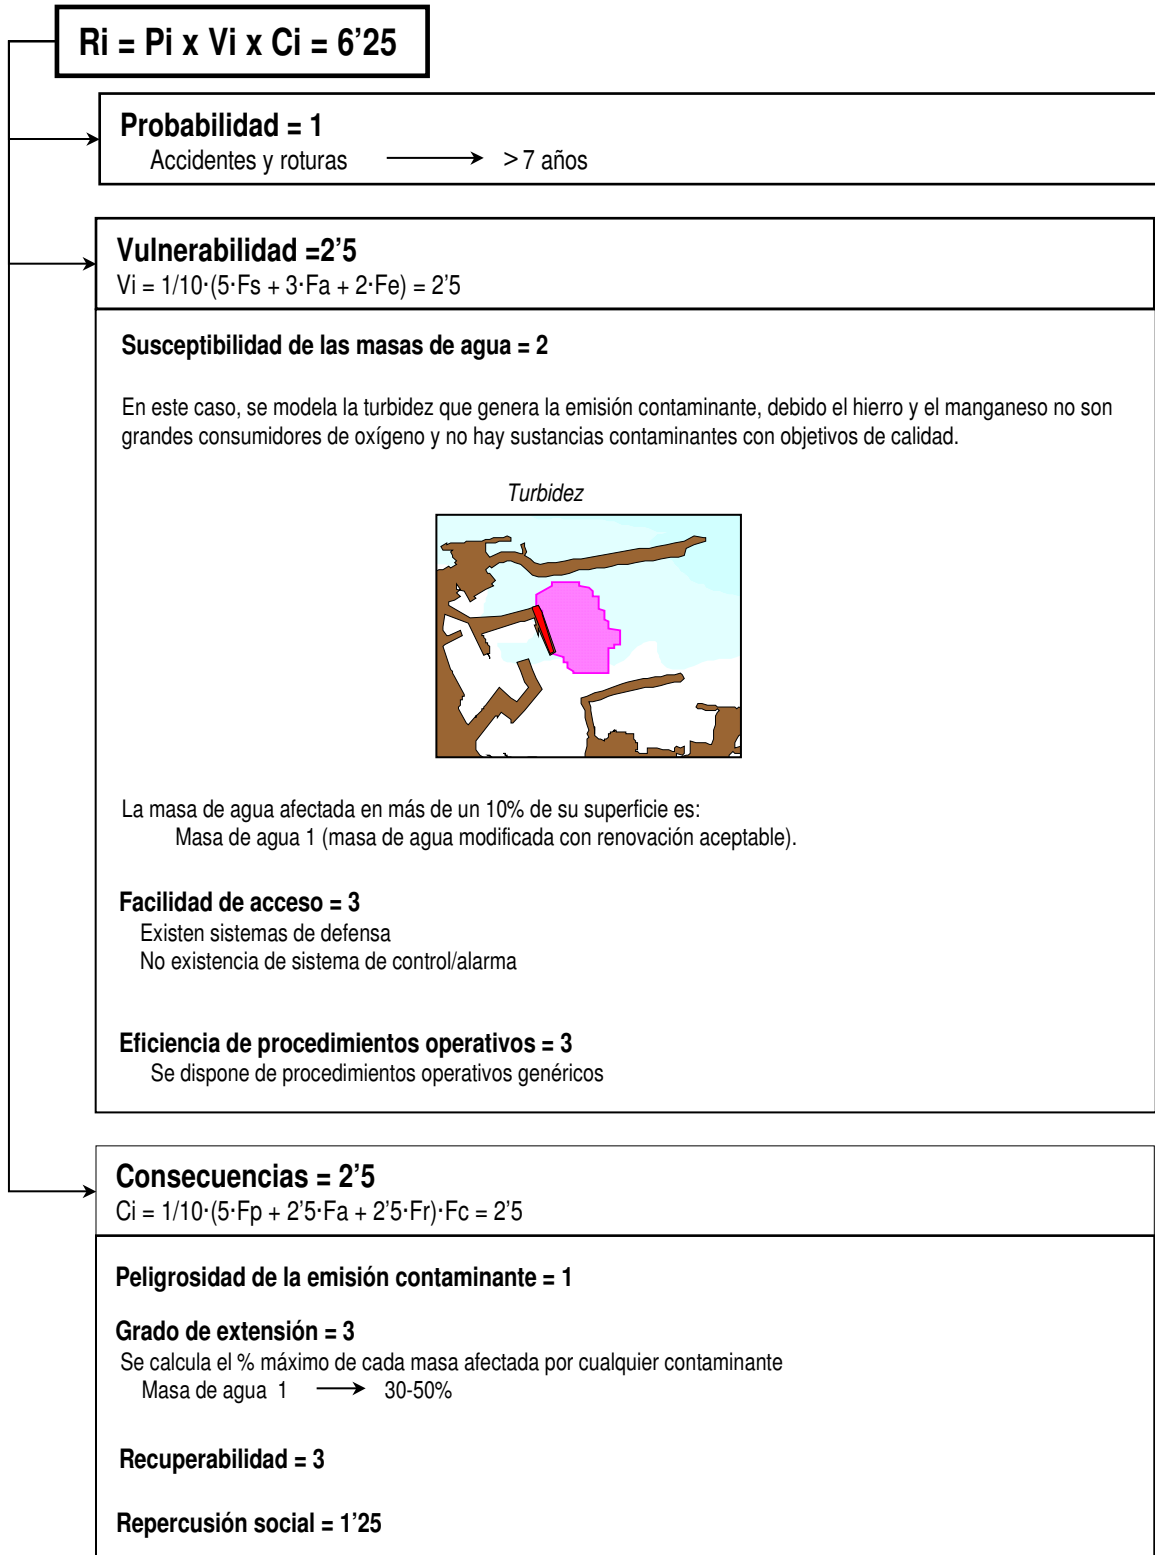 Ri = Pi x Vi x Ci = 6’25
Probabilidad = 1
Accidentes y roturas > 7 años
Vulnerabilidad =2’5
Vi = 1/10·(5·Fs + 3·Fa + 2·Fe) = 2’5
Susceptibilidad de las masas de agua = 2
En este caso, se modela la turbidez que genera la emisión contaminante, debido el hierro y el manganeso no son
grandes consumidores de oxígeno y no hay sustancias contaminantes con objetivos de calidad.
Turbidez
La masa de agua afectada en más de un 10% de su superficie es:
Masa de agua 1 (masa de agua modificada con renovación aceptable).
Facilidad de acceso = 3
Existen sistemas de defensa
No existencia de sistema de control/alarma
Eficiencia de procedimientos operativos = 3
Se dispone de procedimientos operativos genéricos
Consecuencias = 2’5
Ci = 1/10·(5·Fp + 2’5·Fa + 2’5·Fr)·Fc = 2’5
Peligrosidad de la emisión contaminante = 1
Grado de extensión = 3
Se calcula el % máximo de cada masa afectada por cualquier contaminante
Masa de agua 1 30-50%
Recuperabilidad = 3
Repercusión social = 1’25